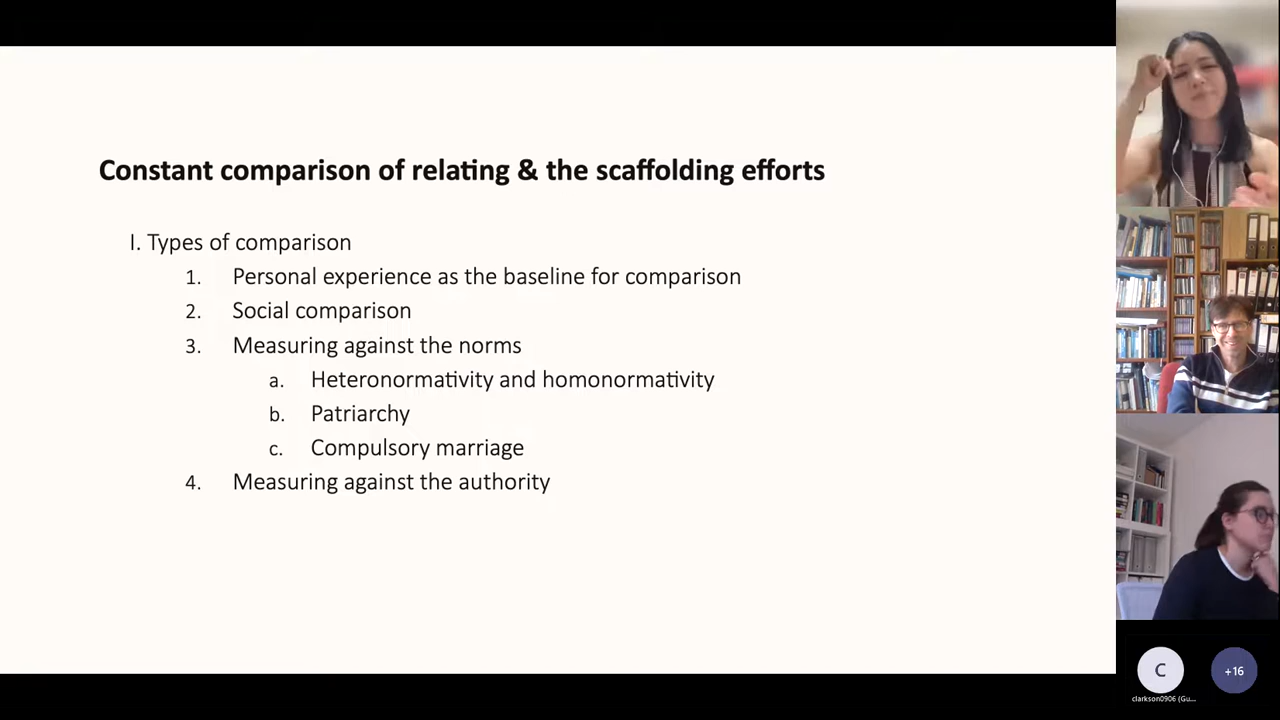 Constant comparison of relating & the scaffolding efforts
I. Types of comparison
1. Personal experience as the baseline for comparison
2. Social comparison
3. Measuring against the norms
a. Heteronormativity and homonormativity
b. Patriarchy
c. Compulsory marriage
4. Measuring against the authority
C
+16
clarkson0906 (Gu...